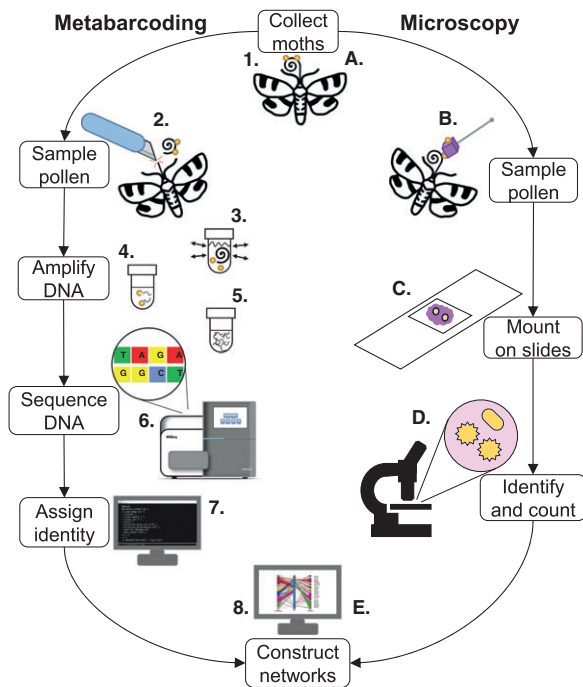 Metabarcoding
Collect
moths
Microscopy
1.
A.
2.
B.
Sample
pollen
Sample
pollen
3.
4.
Amplify
DNA
5.
C.
Mount
on slides
T A G A
G G C T
Sequence
DNA
6.
D.
Assign
identity
7.
Identify
and count
8.
E.
Construct
networks